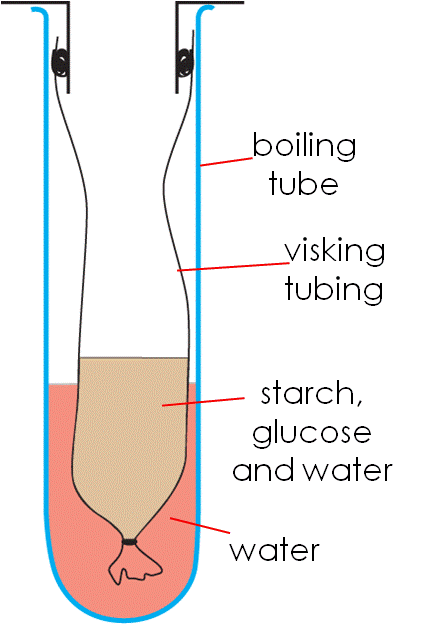 boiling
tube
visking
tubing
starch,
glucose
and water
water